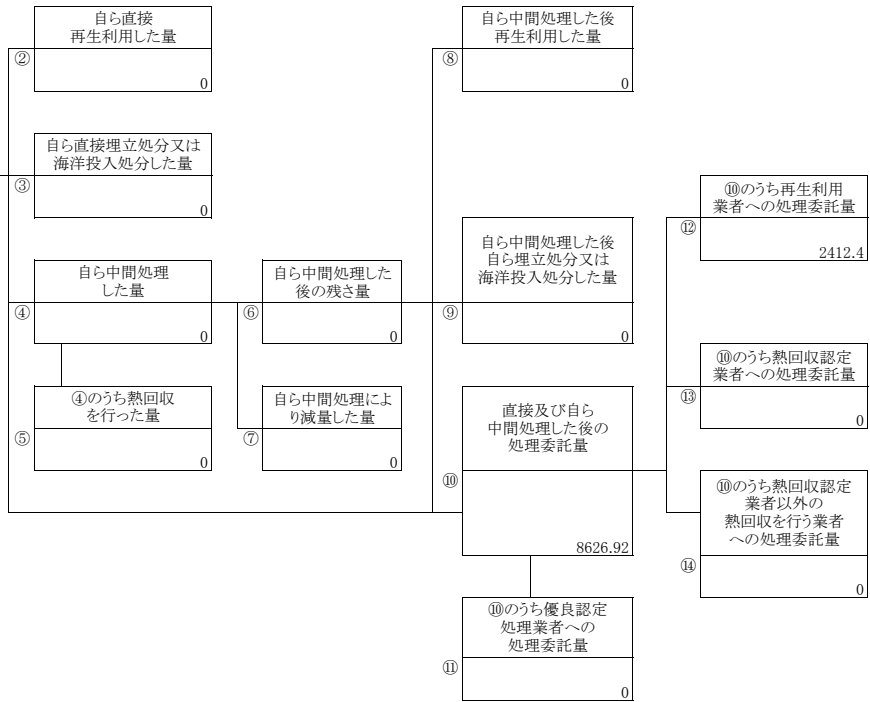 自ら直接
再生利用した量
②
0
自ら直接埋立処分又は
海洋投入処分した量
③
0
自ら中間処理
した量
④
0
④のうち熱回収
を行った量
⑤
0
自ら中間処理した
後の残さ量
⑥
0
自ら中間処理によ
り減量した量
⑦
0
自ら中間処理した後
再生利用した量
⑧
0
自ら中間処理した後
自ら埋立処分又は
海洋投入処分した量
⑨
0
直接及び自ら
中間処理した後の
処理委託量
⑩
8626.92
⑩のうち優良認定
処理業者への
処理委託量
⑪
0
⑩のうち再生利用
業者への処理委託量
⑫
2412.4
⑩のうち熱回収認定
業者への処理委託量
⑬
0
⑩のうち熱回収認定
業者以外の
熱回収を行う業者
への処理委託量
⑭
0